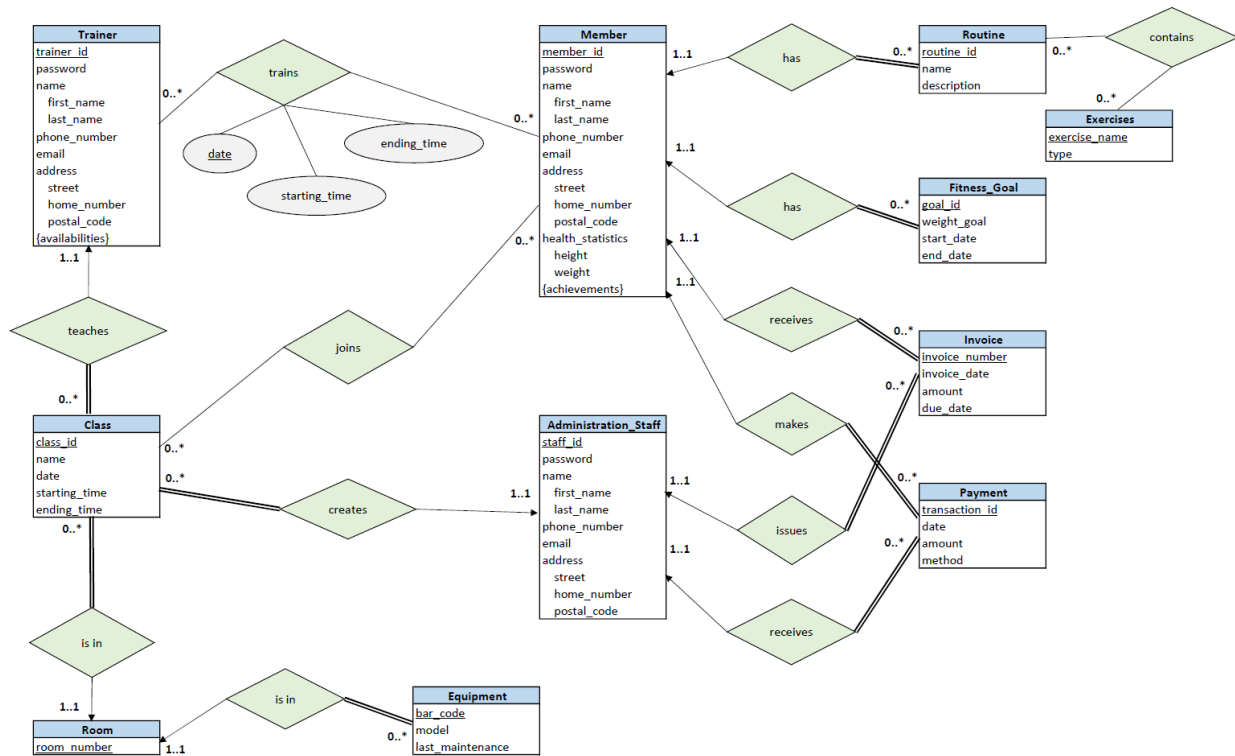 Trainer
trainer_id
password
name
first_name
last_name
phone_number
email
address
street
home_number
postal_code
{availabilities}
1..1
0..*
trains
date
starting_time
ending_time
0..*
Member
member_id
password
name
first_name
last_name
phone_number
email
address
street
home_number
postal_code
health_statistics
height
weight
{achievements}
1..1
has
0..*
Routine
routine_id
name
description
0..*
contains
0..*
Exercises
exercise_name
type
1..1
has
0..*
Fitness_Goal
goal_id
weight_goal
start_date
end_date
teaches
0..*
joins
0..*
0..*
1..1
receives
0..*
Invoice
invoice_number
invoice_date
amount
due_date
0..*
1..1
makes
0..*
Class
class_id
name
date
starting_time
ending_time
0..*
0..*
creates
1..1
Administration_Staff
staff_id
password
name
first_name
last_name
phone_number
email
address
street
home_number
postal_code
1..1
issues
1..1
receives
0..*
Payment
transaction_id
date
amount
method
is in
1..1
Room
room_number
1..1
is in
0..*
Equipment
bar_code
model
last_maintenance